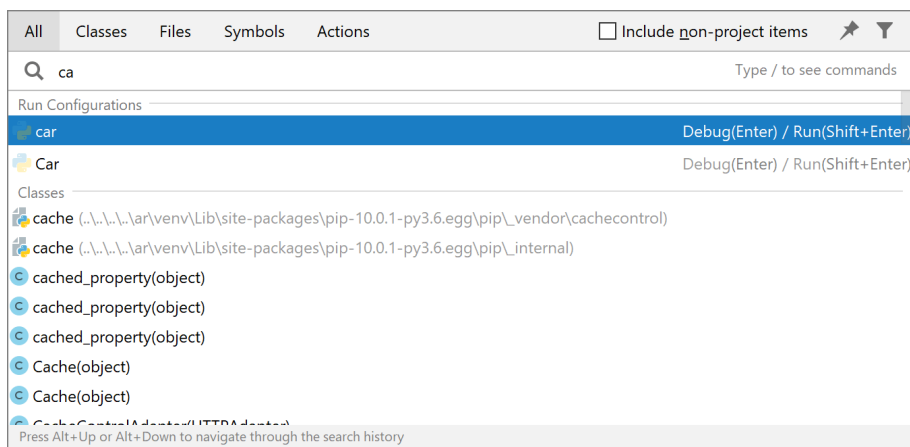 All Classes Files Symbols Actions Include non-project items
ca Type / to see commands
Run Configurations
car Debug(Enter) / Run(Shift+Enter)
Car Debug(Enter) / Run(Shift+Enter)
Classes
cache (..\..\..\..\ar\venv\Lib\site-packages\pip-10.0.1-py3.6.egg\pip\_vendor\cachecontrol)
cache (..\..\..\..\ar\venv\Lib\site-packages\pip-10.0.1-py3.6.egg\pip\_internal)
C cached_property(object)
C cached_property(object)
C cached_property(object)
C Cache(object)
C Cache(object)
C CacheControlAdapter(HTTPAdapter)
Press Alt+Up or Alt+Down to navigate through the search history